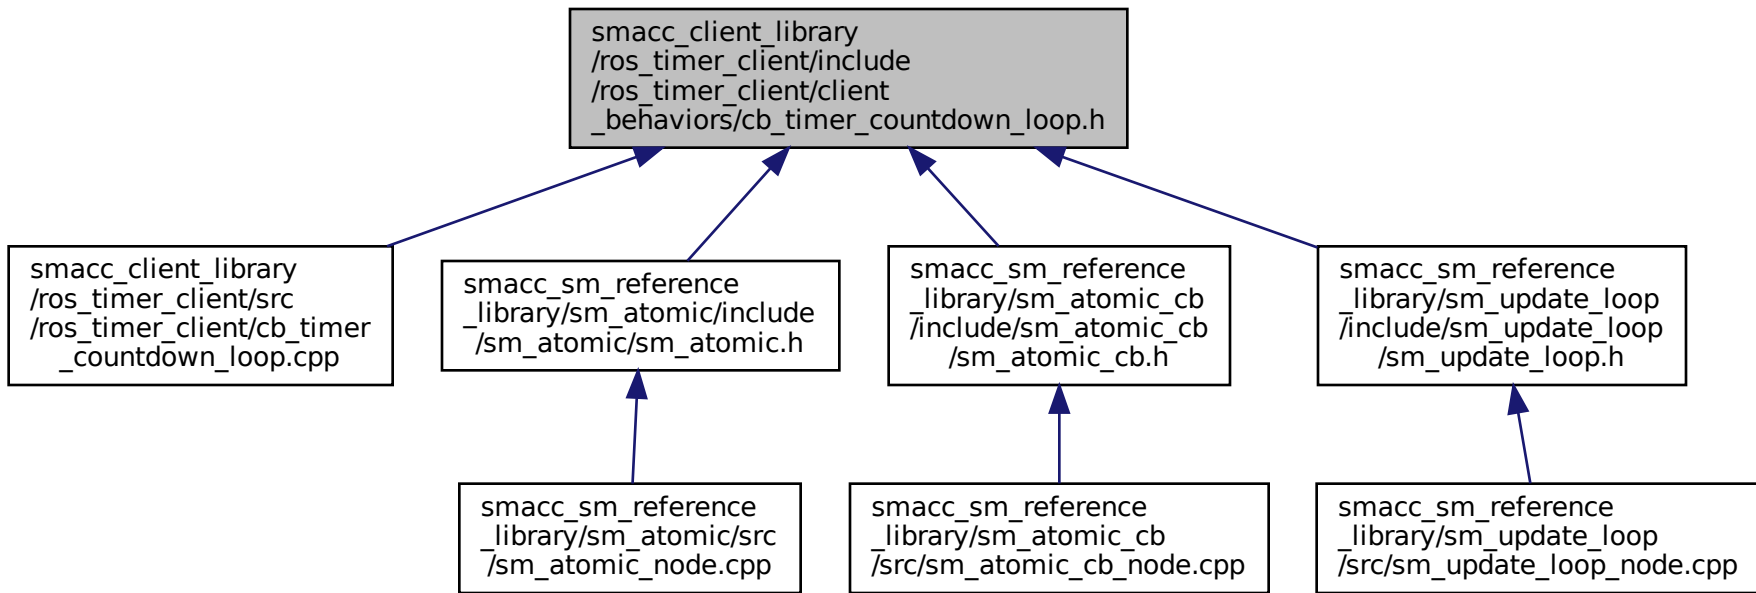 smacc_client_library
/ros_timer_client/include
/ros_timer_client/client
_behaviors/cb_timer_countdown_loop.h
smacc_client_library
/ros_timer_client/src
/ros_timer_client/cb_timer
_countdown_loop.cpp
smacc_sm_reference
_library/sm_atomic/include
/sm_atomic/sm_atomic.h
smacc_sm_reference
_library/sm_atomic_cb
/include/sm_atomic_cb
/sm_atomic_cb.h
smacc_sm_reference
_library/sm_update_loop
/include/sm_update_loop
/sm_update_loop.h
smacc_sm_reference
_library/sm_atomic/src
/sm_atomic_node.cpp
smacc_sm_reference
_library/sm_atomic_cb
/src/sm_atomic_cb_node.cpp
smacc_sm_reference
_library/sm_update_loop
/src/sm_update_loop_node.cpp